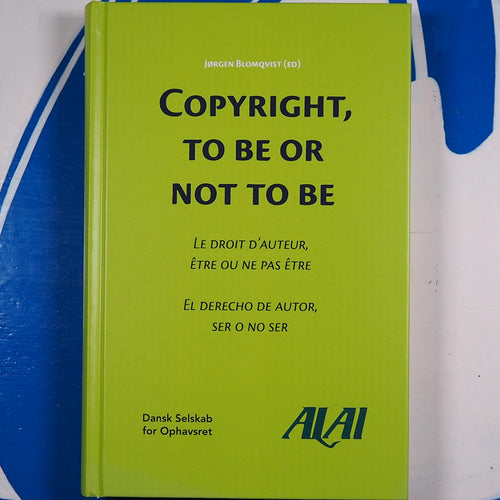 Jørgen Blomqvist (ed)
Copyright,
to be or
not to be
Le droit d'auteur,
être ou ne pas être
El derecho de autor,
ser o no ser
Dansk Selskab
for Ophavsret
ALAI